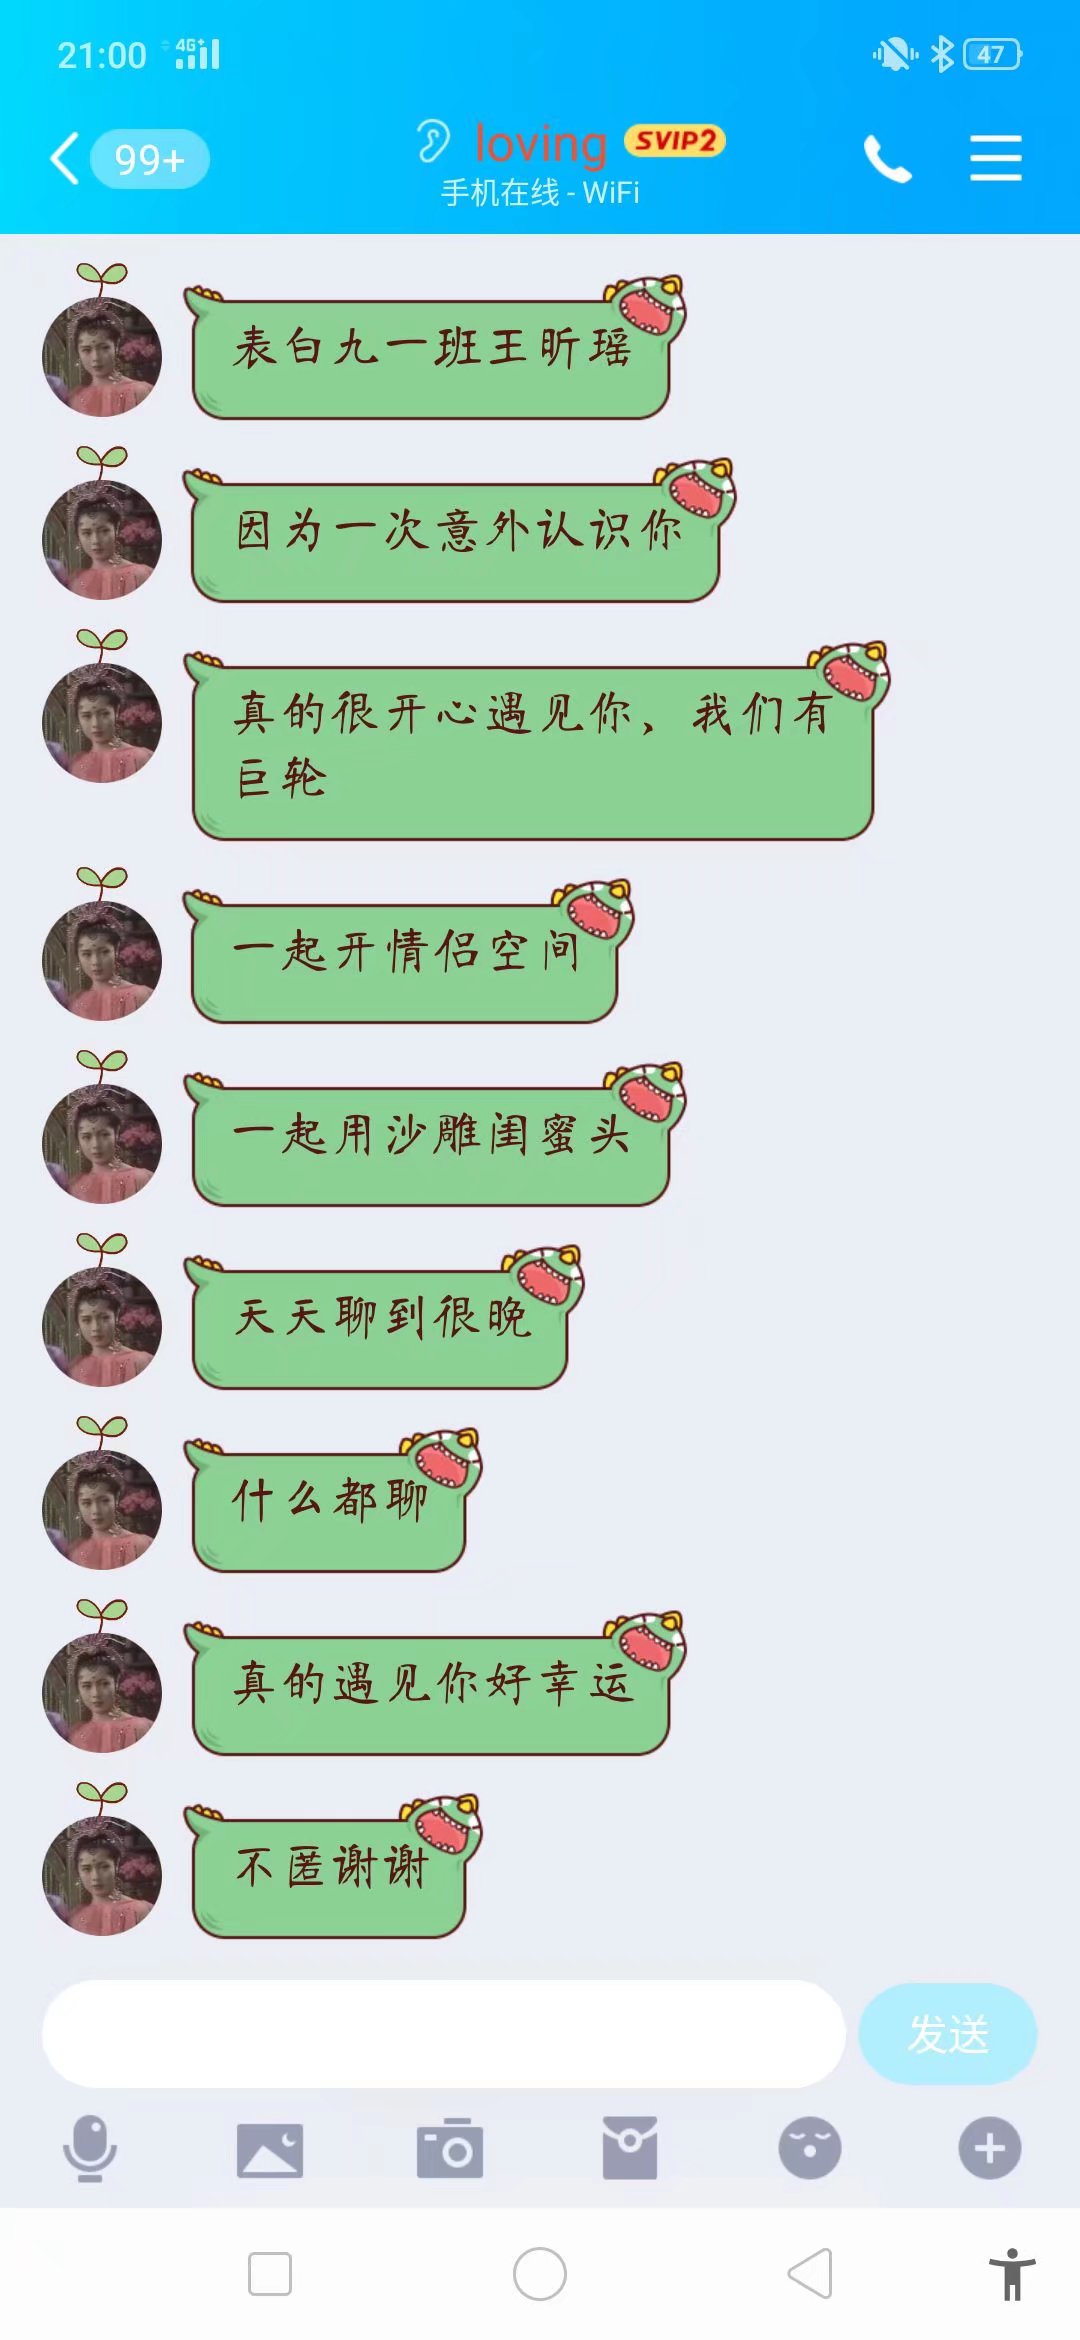 21:00 4G+ 47
99+ loving SVIP2
手机在线 - WiFi
表白九一班王昕瑶
因为一次意外认识你
真的很开心遇见你，我们有
巨轮
一起开情侣空间
一起用沙雕闺蜜头
天天聊到很晚
什么都聊
真的遇见你好幸运
不匿谢谢
发送